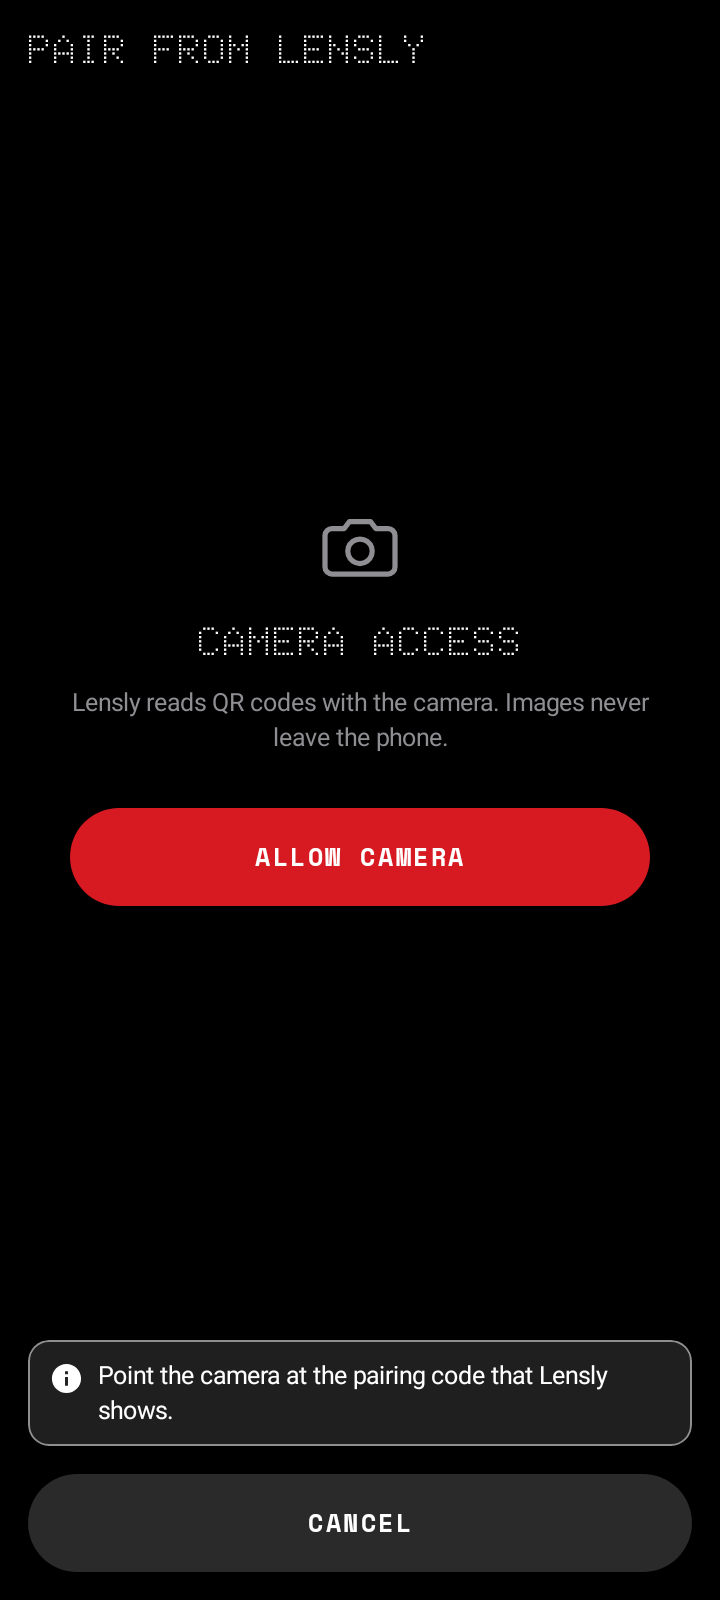 PAIR FROM LENSLY
CAMERA ACCESS
Lensly reads QR codes with the camera. Images never
leave the phone.
ALLOW CAMERA
Point the camera at the pairing code that Lensly
shows.
CANCEL